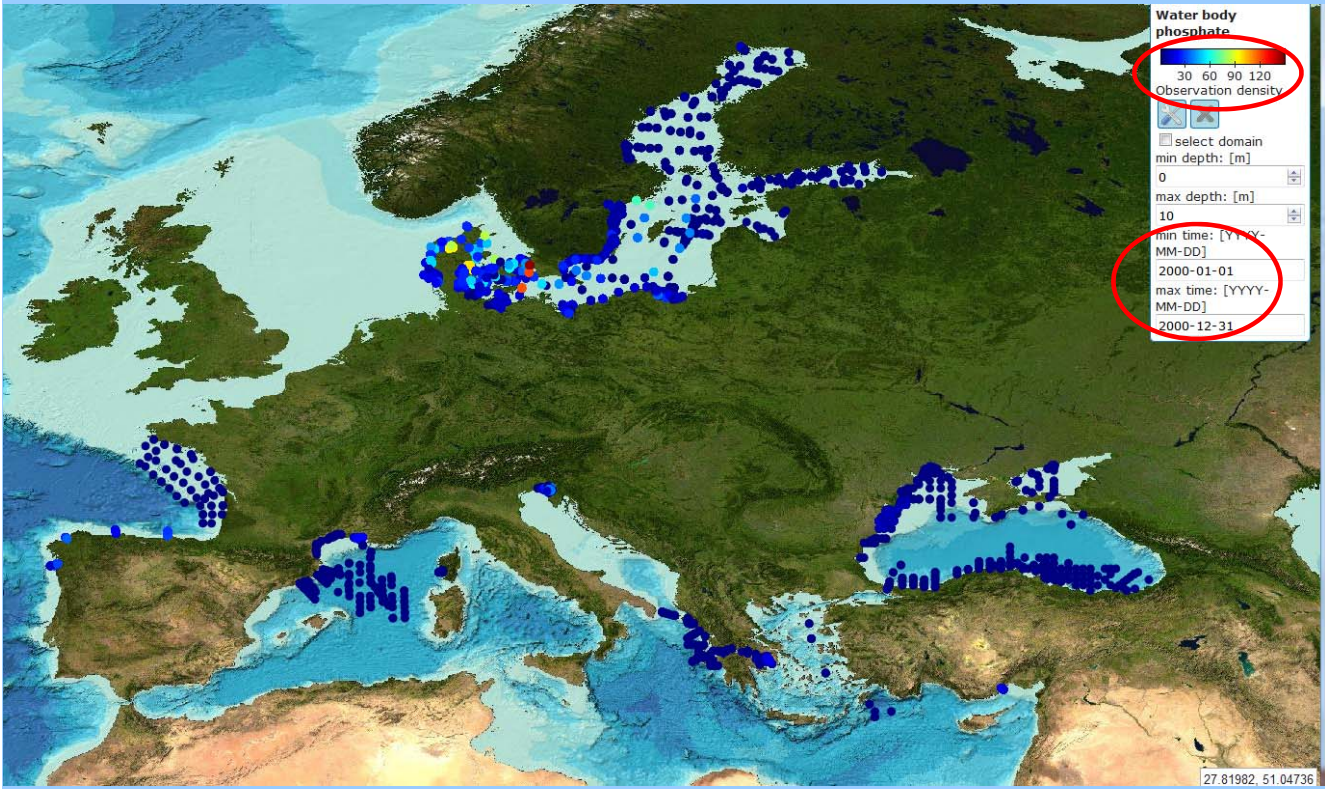 Water body
phosphate
30 60 90 120
Observation density
select domain
min depth: [m]
0
max depth: [m]
10
min time: [YYYY-
MM-DD]
2000-01-01
max time: [YYYY-
MM-DD]
2000-12-31
27.81982, 51.04736